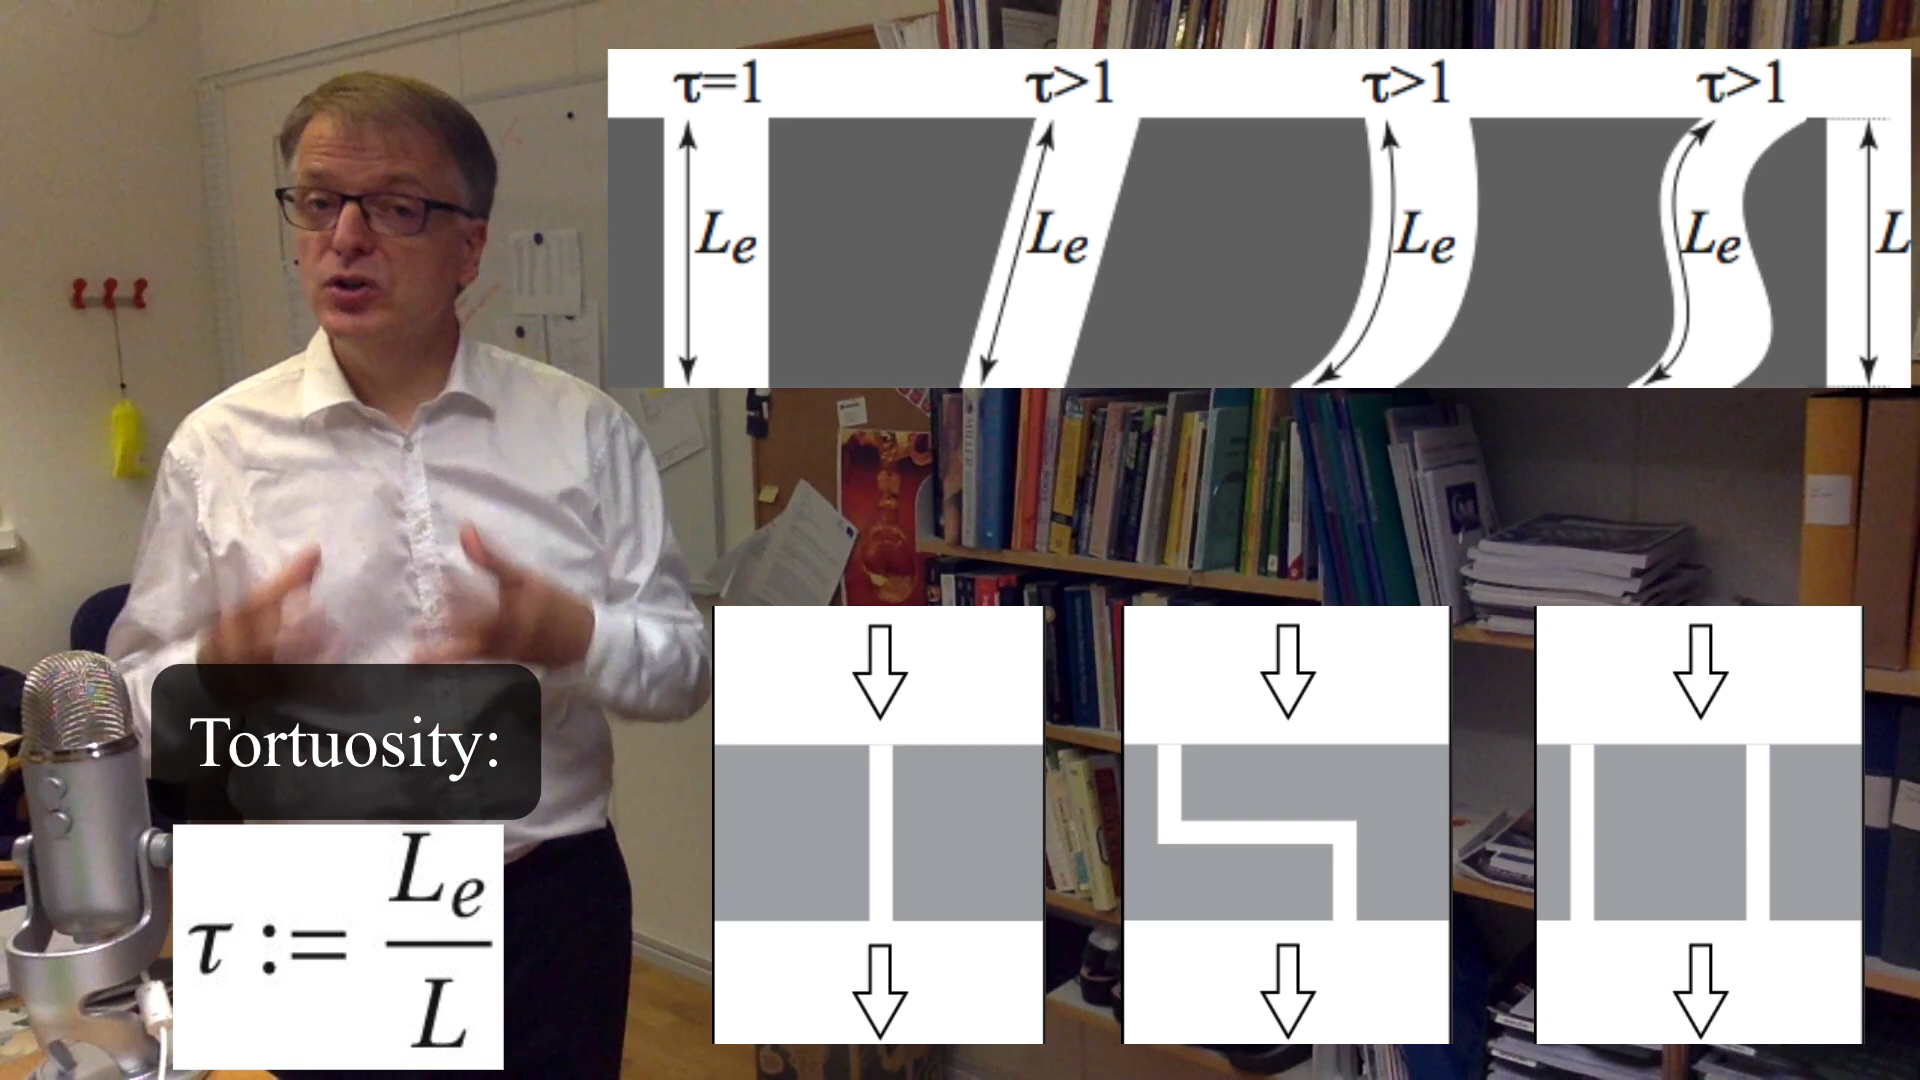 τ=1 τ>1 τ>1 τ>1
Le Le Le Le L
Tortuosity:
τ := Le
L